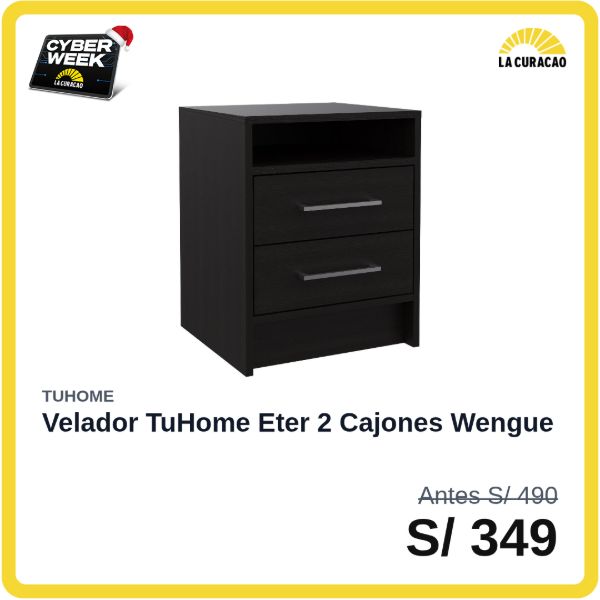 CYBER
WEEK
LA CURACAO
LA CURACAO
TUHOME
Velador TuHome Eter 2 Cajones Wengue
Antes S/ 490
S/ 349